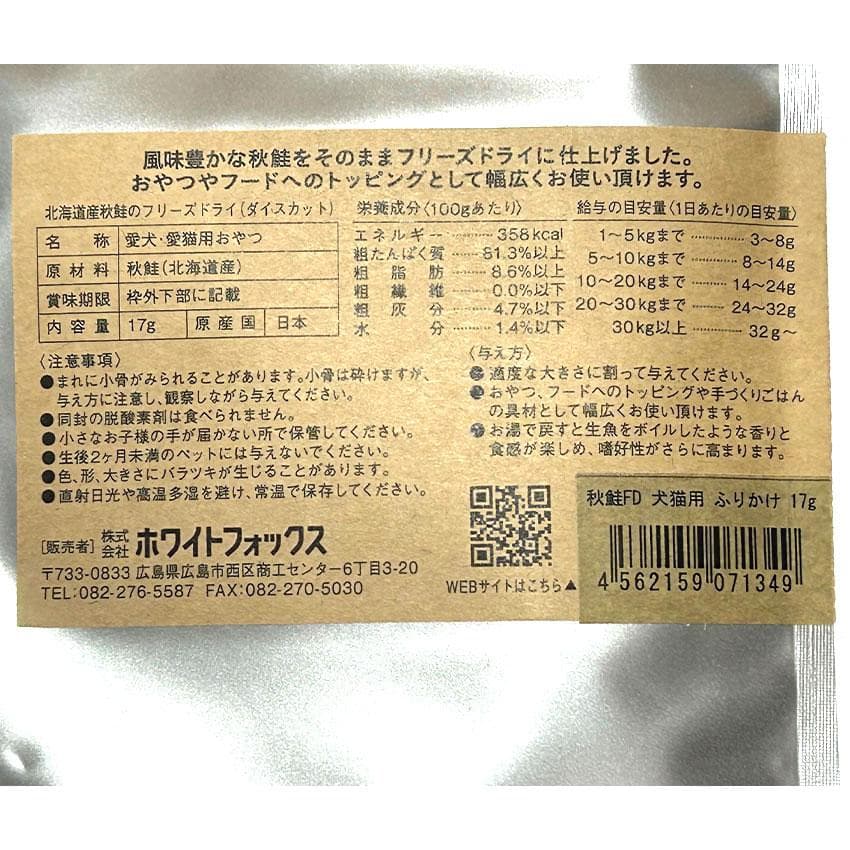 風味豊かな秋鮭をそのままフリーズドライに仕上げました。
おやつやフードへのトッピングとして幅広くお使い頂けます。
北海道産秋鮭のフリーズドライ(ダイスカット)
名 称 愛犬・愛猫用おやつ
原材料 秋鮭(北海道産)
賞味期限 枠外下部に記載
内容量 17g 原産国 日本
栄養成分〈100gあたり〉
エネルギー 358kcal
粗たんぱく質 81.3%以上
粗脂肪 8.6%以上
粗繊維 0.0%以下
粗灰分 4.7%以下
水分 1.4%以下
給与の目安量〈1日あたりの目安量〉
1〜5kgまで 3〜8g
5〜10kgまで 8〜14g
10〜20kgまで 14〜24g
20〜30kgまで 24〜32g
30kg以上 32g〜
〈注意事項〉
●まれに小骨がみられることがあります。小骨は砕けますが、
与え方に注意し、観察しながら与えてください。
●同封の脱酸素剤は食べられません。
●小さなお子様の手が届かない所で保管してください。
●生後2ヶ月未満のペットには与えないでください。
●色、形、大きさにバラツキが生じることがあります。
●直射日光や高温多湿を避け、常温で保存してください。
〈与え方〉
●適度な大きさに割って与えてください。
●おやつ、フードへのトッピングや手づくりごはん
の具材として幅広くお使い頂けます。
●お湯で戻すと生魚をボイルしたような香りと
食感が楽しめ、嗜好性がさらに高まります。
[販売者] 株式会社 ホワイトフォックス
〒733-0833 広島県広島市西区商工センター6丁目3-20
TEL:082-276-5587 FAX:082-270-5030
WEBサイトはこちら▲
秋鮭FD 犬猫用 ふりかけ 17g
4 562159 071349